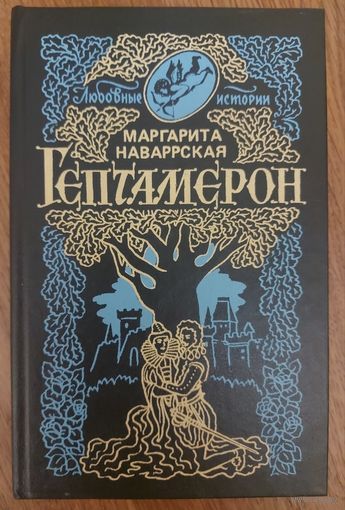 Любовные истории
МАРГАРИТА
НАВАРРСКАЯ
ГЕПТАМЕРОН